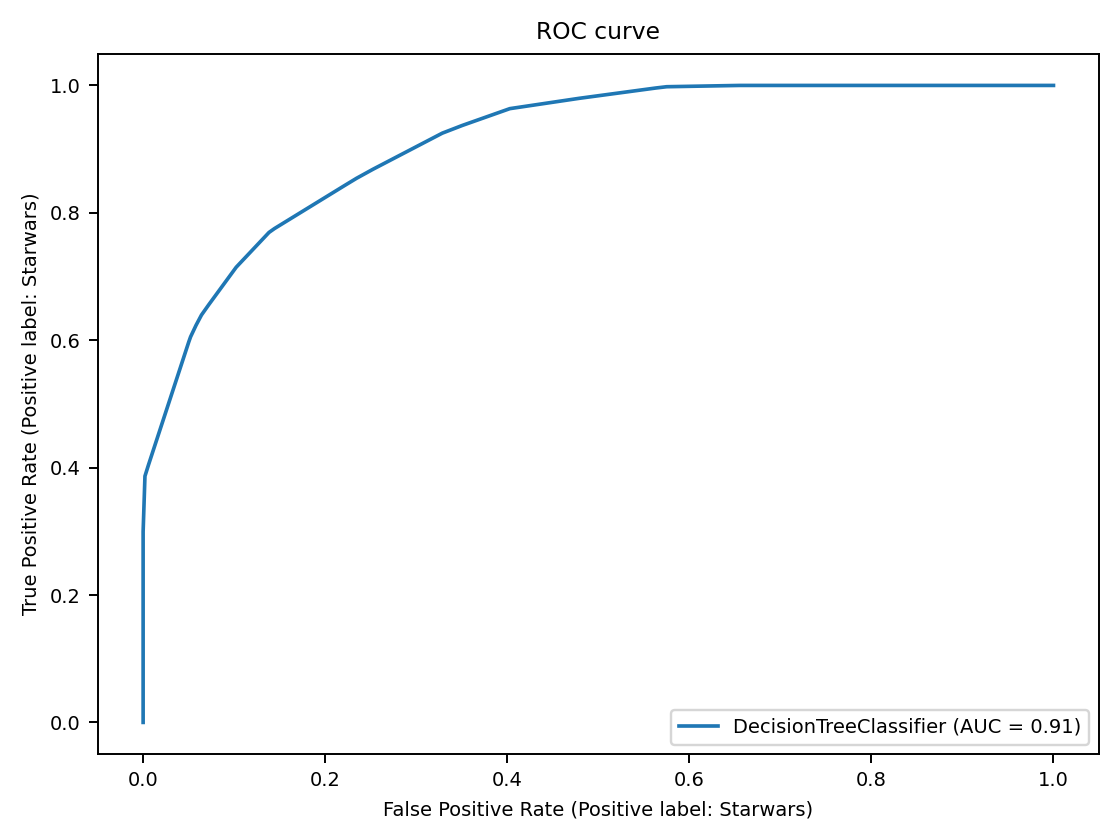 ROC curve
True Positive Rate (Positive label: Starwars)
1.0
0.8
0.6
0.4
0.2
0.0
DecisionTreeClassifier (AUC = 0.91)
0.0 0.2 0.4 0.6 0.8 1.0
False Positive Rate (Positive label: Starwars)